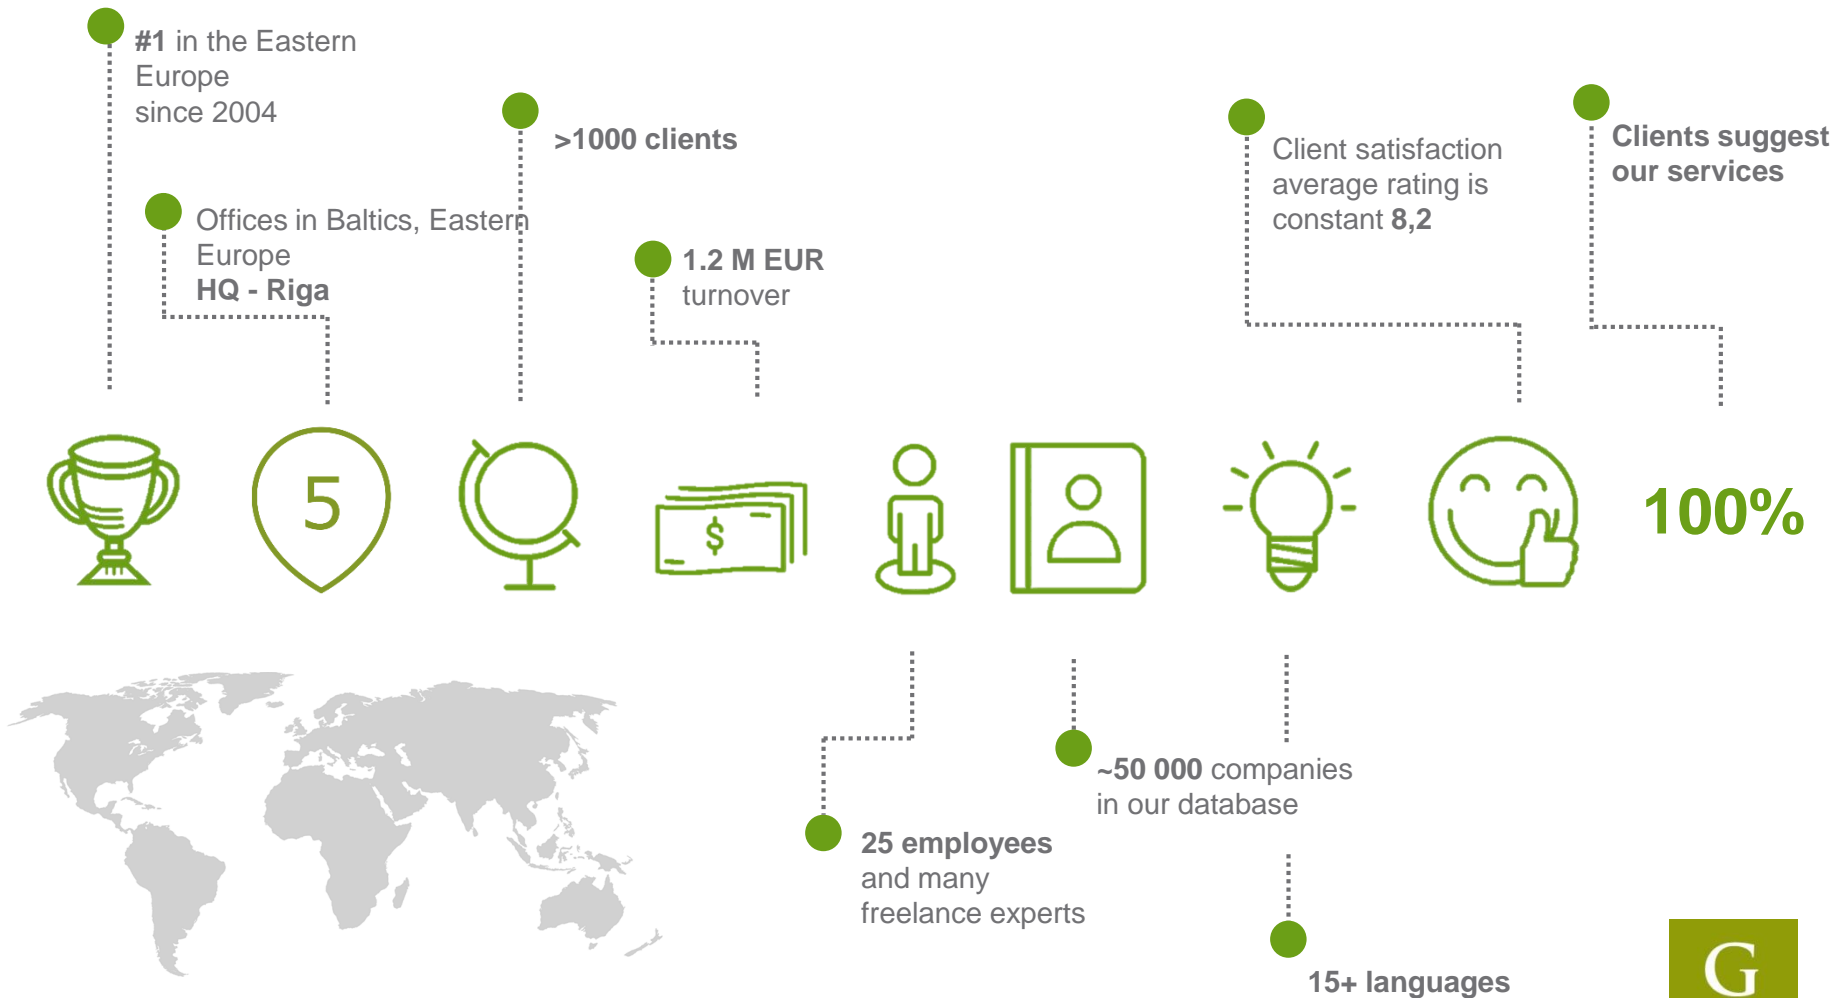 #1 in the Eastern
Europe
since 2004
>1000 clients
Clients suggest
our services
Client satisfaction
average rating is
constant 8,2
Offices in Baltics, Eastern
Europe
HQ - Riga
1.2 M EUR
turnover
5
$
100%
~50 000 companies
in our database
25 employees
and many
freelance experts
15+ languages
G